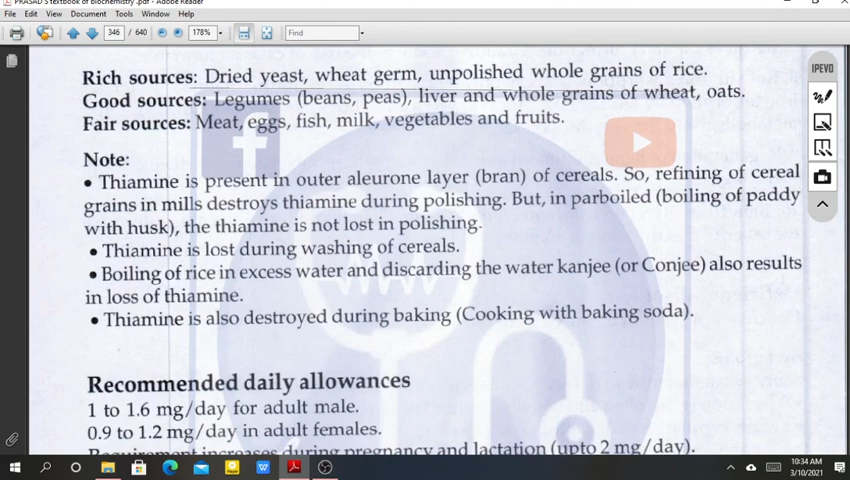 PRASAD'S textbook of biochemistry .pdf - Adobe Reader
File Edit View Document Tools Window Help
346 / 640 178% Find
IPEVO
Rich sources: Dried yeast, wheat germ, unpolished whole grains of rice.
Good sources: Legumes (beans, peas), liver and whole grains of wheat, oats.
Fair sources: Meat, eggs, fish, milk, vegetables and fruits.
Note:
• Thiamine is present in outer aleurone layer (bran) of cereals. So, refining of cereal
grains in mills destroys thiamine during polishing. But, in parboiled (boiling of paddy
with husk), the thiamine is not lost in polishing.
• Thiamine is lost during washing of cereals.
• Boiling of rice in excess water and discarding the water kanjee (or Conjee) also results
in loss of thiamine.
• Thiamine is also destroyed during baking (Cooking with baking soda).
Recommended daily allowances
1 to 1.6 mg/day for adult male.
0.9 to 1.2 mg/day in adult females.
Requirement increases during pregnancy and lactation (upto 2 mg/day).
10:34 AM
3/10/2021